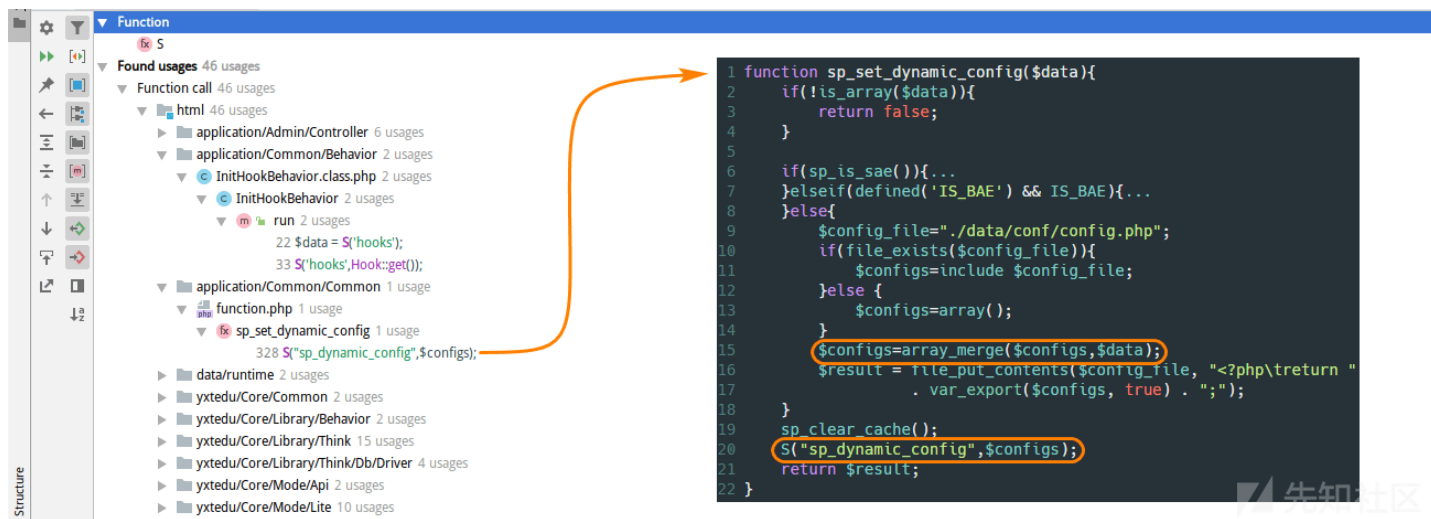 Function
fx S
Found usages 46 usages
Function call 46 usages
html 46 usages
application/Admin/Controller 6 usages
application/Common/Behavior 2 usages
C InitHookBehavior.class.php 2 usages
C InitHookBehavior 2 usages
m run 2 usages
22 $data = S('hooks');
33 S('hooks',Hook::get());
application/Common/Common 1 usage
php function.php 1 usage
fx sp_set_dynamic_config 1 usage
328 S("sp_dynamic_config",$configs);
data/runtime 2 usages
yxtedu/Core/Common 2 usages
yxtedu/Core/Library/Behavior 2 usages
yxtedu/Core/Library/Think 15 usages
yxtedu/Core/Library/Think/Db/Driver 4 usages
yxtedu/Core/Mode/Api 2 usages
yxtedu/Core/Mode/Lite 10 usages
Structure
1 function sp_set_dynamic_config($data){
2     if(!is_array($data)){
3         return false;
4     }
5
6     if(sp_is_sae()){...
7     }elseif(defined('IS_BAE') && IS_BAE){...
8     }else{
9         $config_file="./data/conf/config.php";
10         if(file_exists($config_file)){
11             $configs=include $config_file;
12         }else {
13             $configs=array();
14         }
15         $configs=array_merge($configs,$data);
16         $result = file_put_contents($config_file, "<?php\treturn "
17                 . var_export($configs, true) . ";");
18     }
19     sp_clear_cache();
20     S("sp_dynamic_config",$configs);
21     return $result;
22 }
先知社区